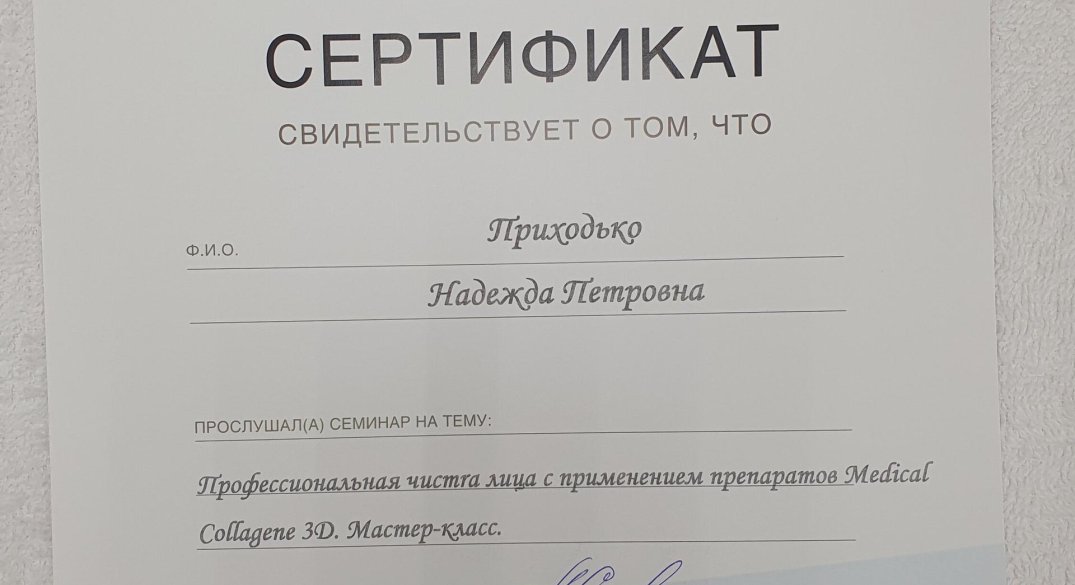 СЕРТИФИКАТ
СВИДЕТЕЛЬСТВУЕТ О ТОМ, ЧТО
Ф.И.О. Приходько
Надежда Петровна
ПРОСЛУШАЛ(А) СЕМИНАР НА ТЕМУ:
Профессиональная чистка лица с применением препаратов Medical
Collagene 3D. Мастер-класс.